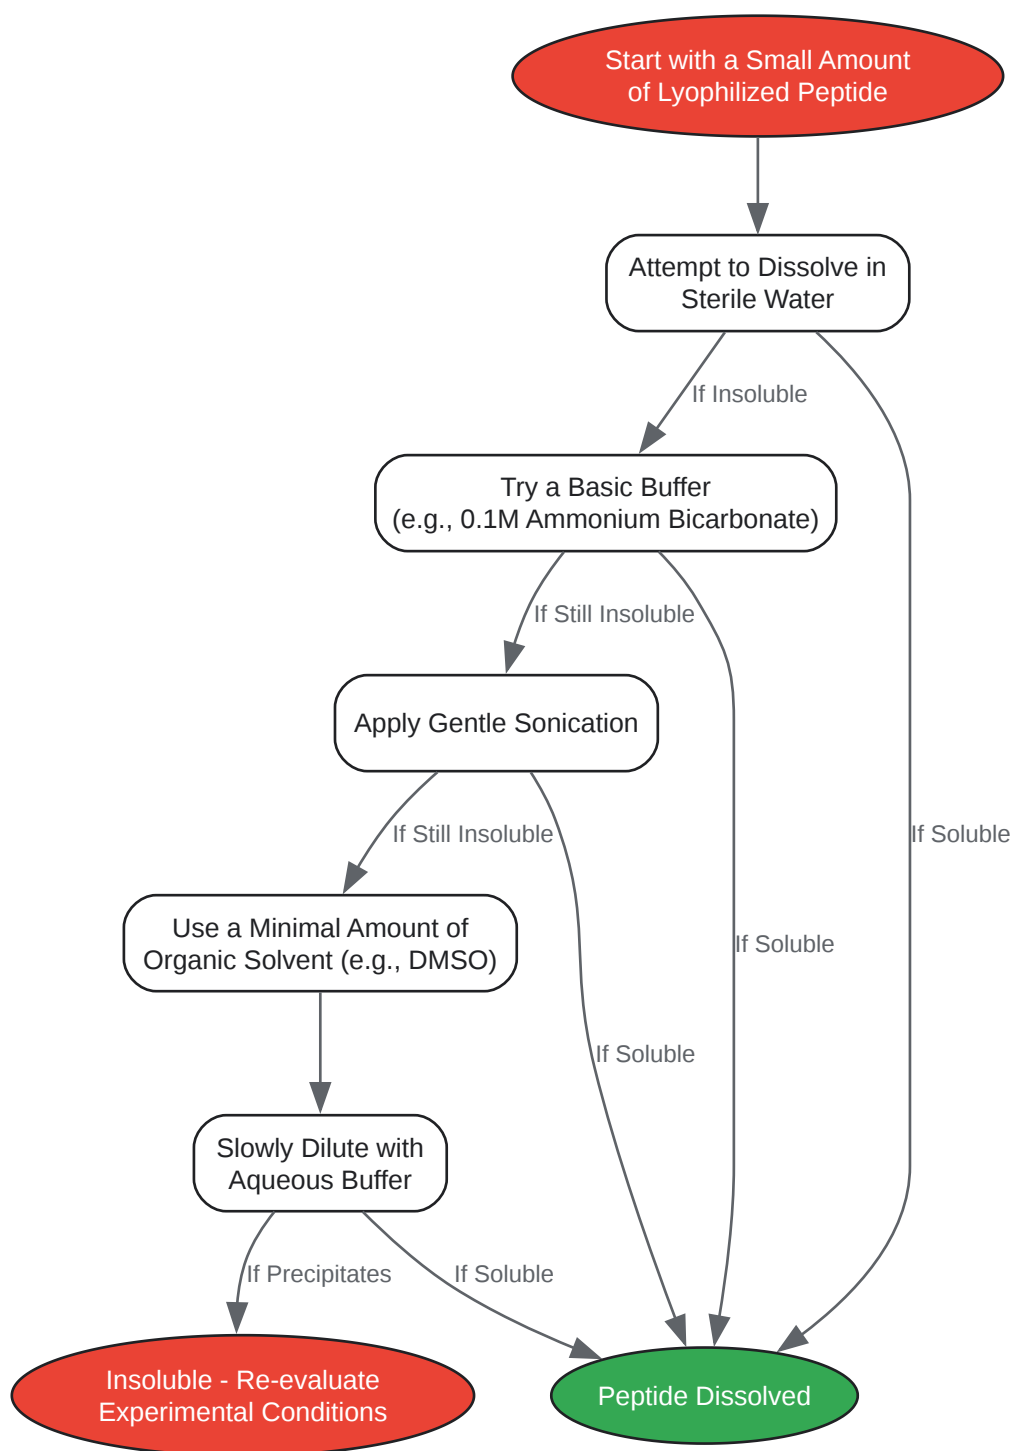 Start with a Small Amount
of Lyophilized Peptide
Attempt to Dissolve in
Sterile Water
If Insoluble
Try a Basic Buffer
(e.g., 0.1M Ammonium Bicarbonate)
If Still Insoluble
Apply Gentle Sonication
If Still Insoluble
If Soluble
Use a Minimal Amount of
Organic Solvent (e.g., DMSO)
If Soluble
If Soluble
Slowly Dilute with
Aqueous Buffer
If Precipitates
If Soluble
Insoluble - Re-evaluate
Experimental Conditions
Peptide Dissolved